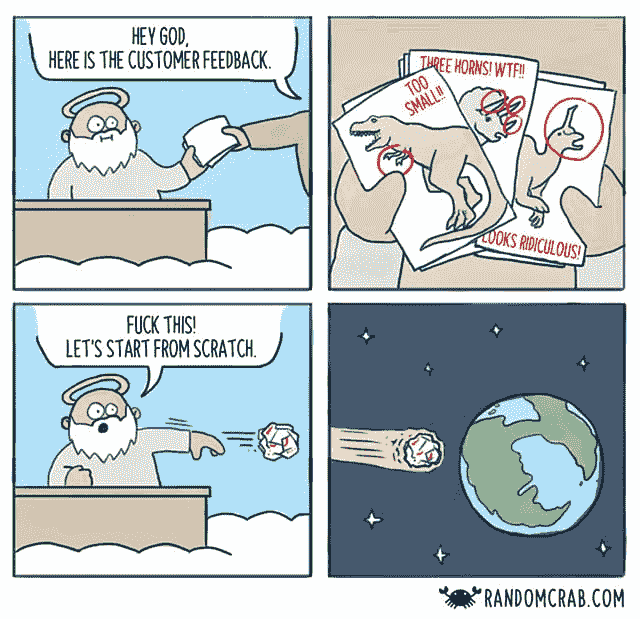 HEY GOD,
HERE IS THE CUSTOMER FEEDBACK.
TOO
SMALL!!
THREE HORNS! WTF!!
LOOKS RIDICULOUS!
FUCK THIS!
LET'S START FROM SCRATCH.
RANDOMCRAB.COM